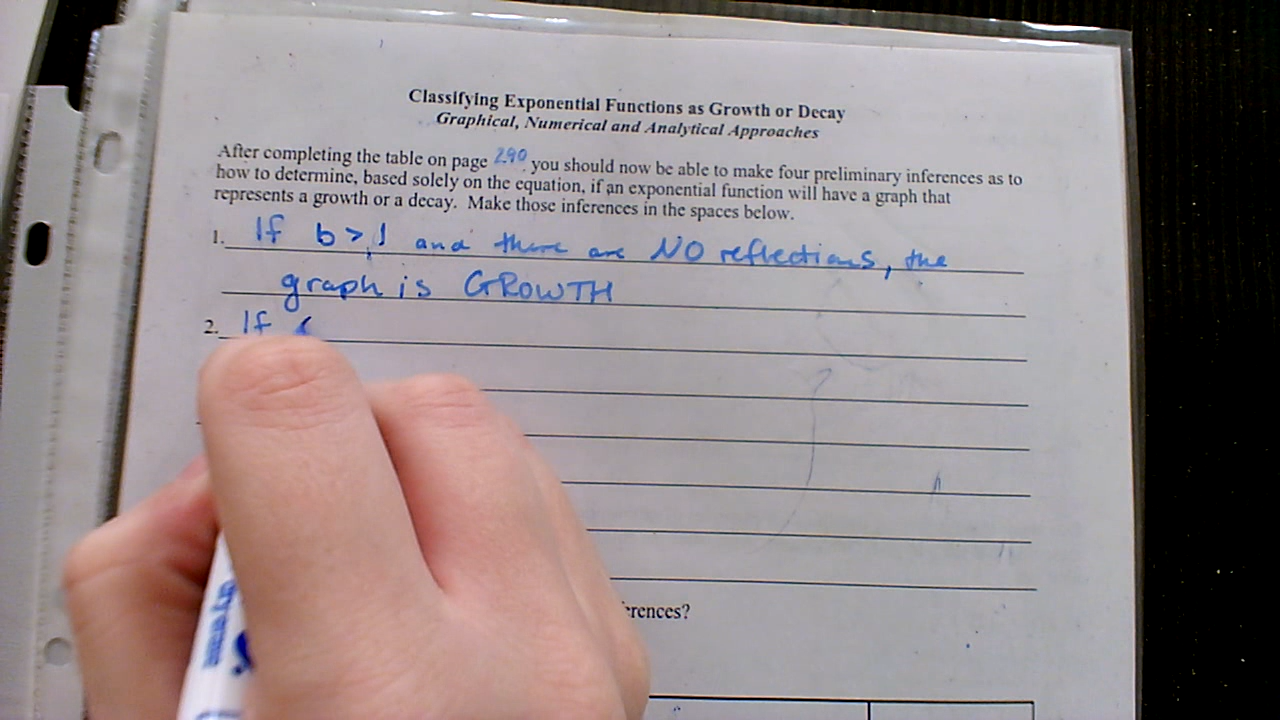 Classifying Exponential Functions as Growth or Decay
Graphical, Numerical and Analytical Approaches
After completing the table on page 290, you should now be able to make four preliminary inferences as to
how to determine, based solely on the equation, if an exponential function will have a graph that
represents a growth or a decay. Make those inferences in the spaces below.
1. If b > 1 and there are NO reflections, the
graph is GROWTH
2. If